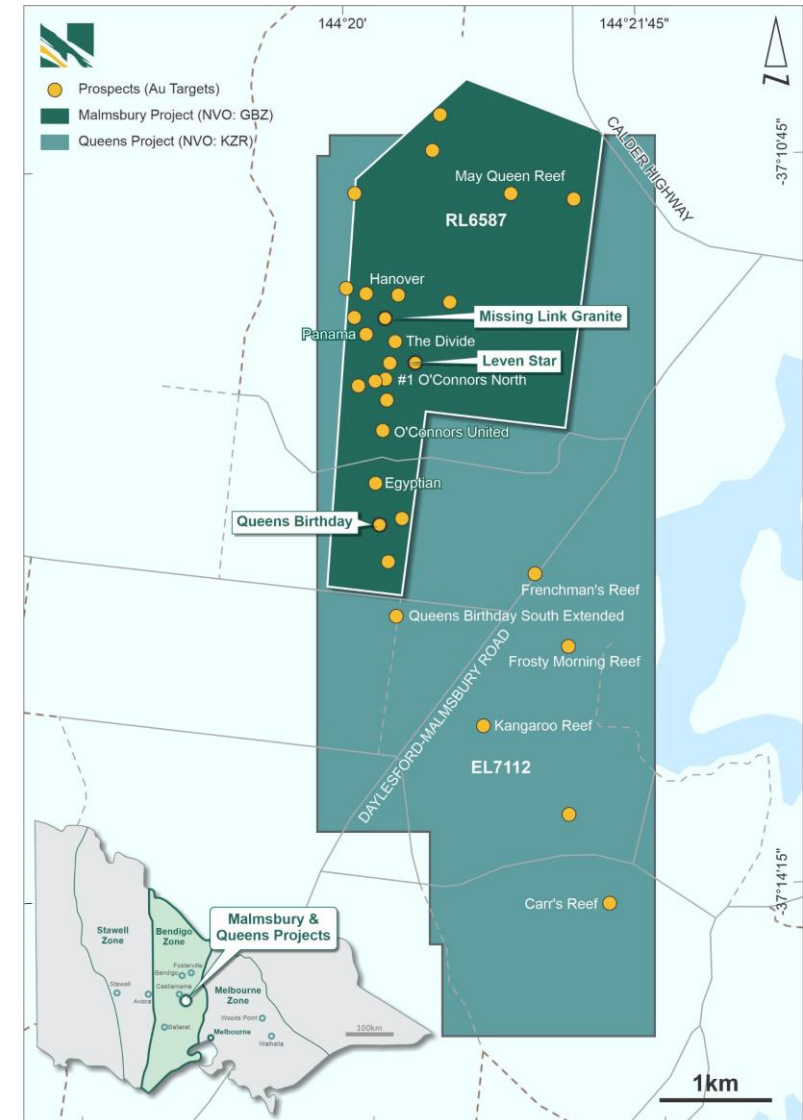 144°20'
144°21'45"
Prospects (Au Targets)
Malmsbury Project (NVO: GBZ)
Queens Project (NVO: KZR)
N
CALDER HIGHWAY
-37°10'45"
May Queen Reef
RL6587
Hanover
Missing Link Granite
Panama
The Divide
Leven Star
#1 O'Connors North
O'Connors United
Egyptian
Queens Birthday
Frenchman's Reef
Queens Birthday South Extended
Frosty Morning Reef
DAYLESFORD-MALMSBURY ROAD
Kangaroo Reef
EL7112
-37°14'15"
Carr's Reef
Malmsbury &
Queens Projects
Stawell
Zone
Bendigo
Zone
Melbourne
Zone
Fosterville
Bendigo
Stawell
Castlemaine
Avoca
Woods Point
Ballarat
Melbourne
Walhalla
100km
1km